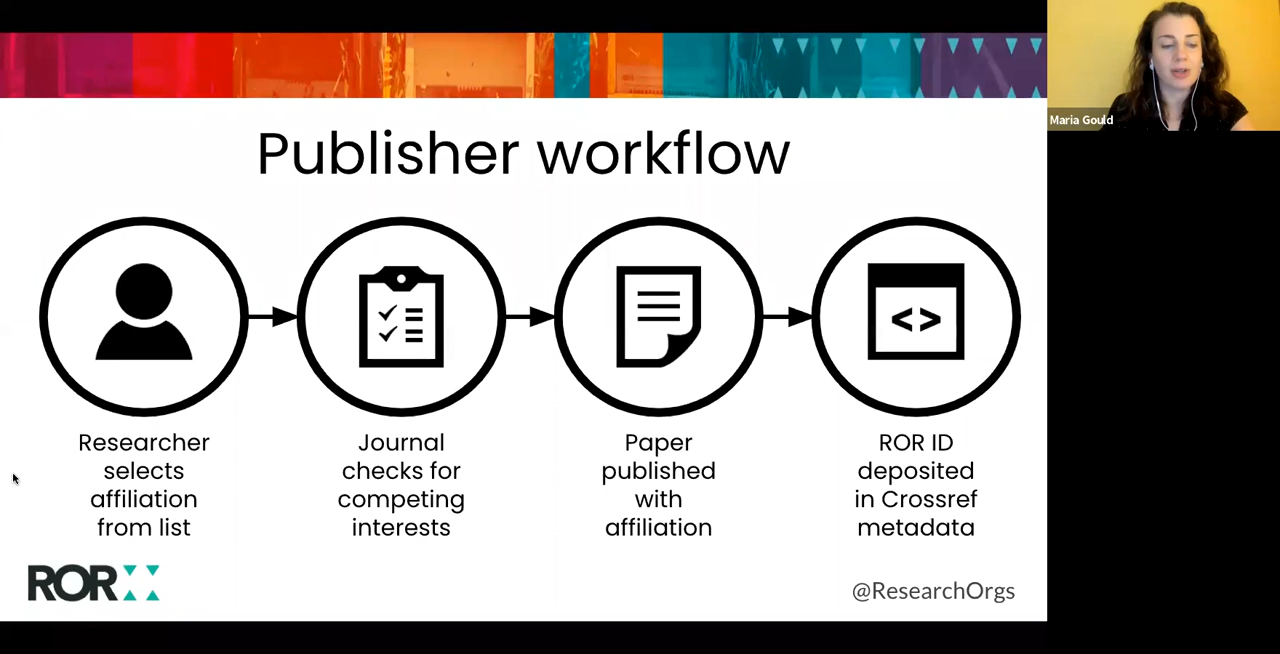 Maria Gould
Publisher workflow
Researcher
selects
affiliation
from list
Journal
checks for
competing
interests
Paper
published
with
affiliation
ROR ID
deposited
in Crossref
metadata
ROR
@ResearchOrgs